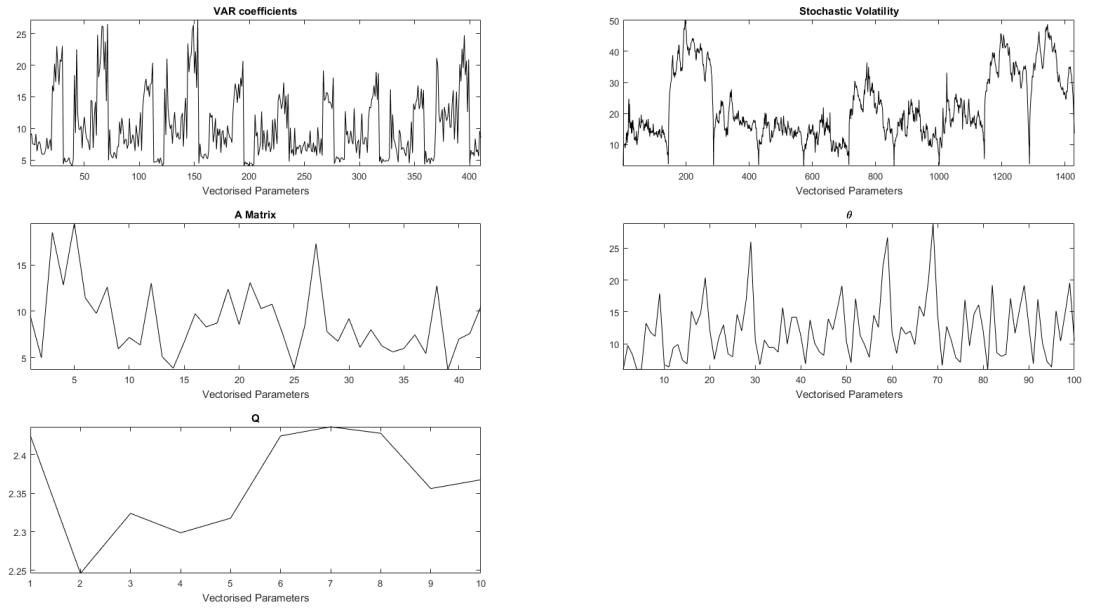 VAR coefficients
25
20
15
10
5
50 100 150 200 250 300 350 400
Vectorised Parameters
Stochastic Volatility
50
40
30
20
10
200 400 600 800 1000 1200 1400
Vectorised Parameters
A Matrix
15
10
5
5 10 15 20 25 30 35 40
Vectorised Parameters
θ
25
20
15
10
10 20 30 40 50 60 70 80 90 100
Vectorised Parameters
Q
2.4
2.35
2.3
2.25
1 2 3 4 5 6 7 8 9 10
Vectorised Parameters